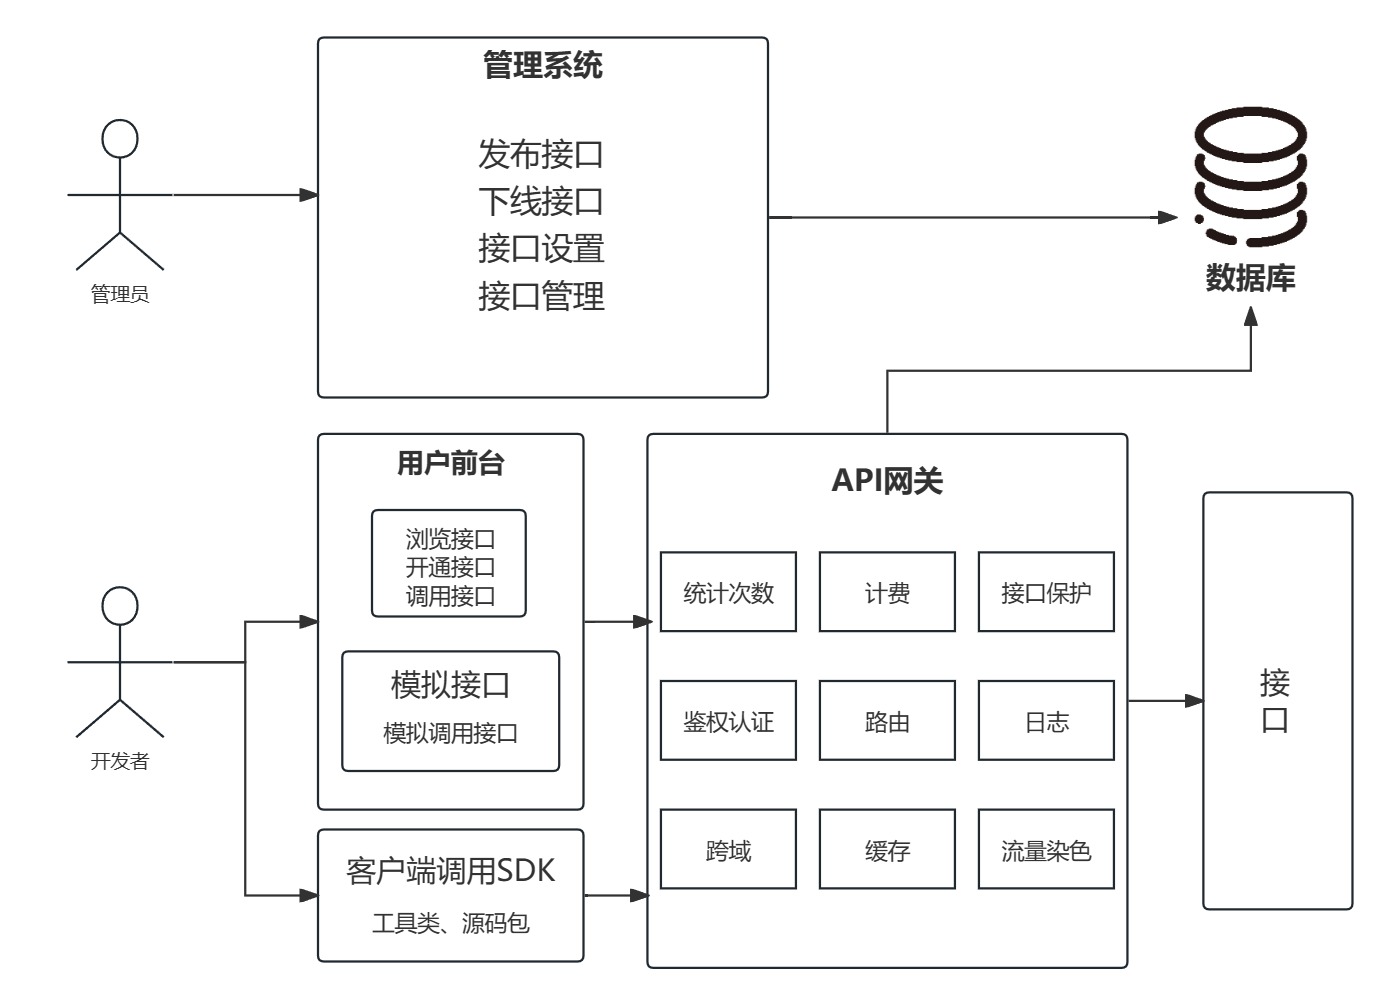 管理系统
发布接口
下线接口
接口设置
接口管理
管理员
数据库
用户前台
浏览接口
开通接口
调用接口
模拟接口
模拟调用接口
开发者
客户端调用SDK
工具类、源码包
API网关
统计次数
计费
接口保护
鉴权认证
路由
日志
跨域
缓存
流量染色
接
口